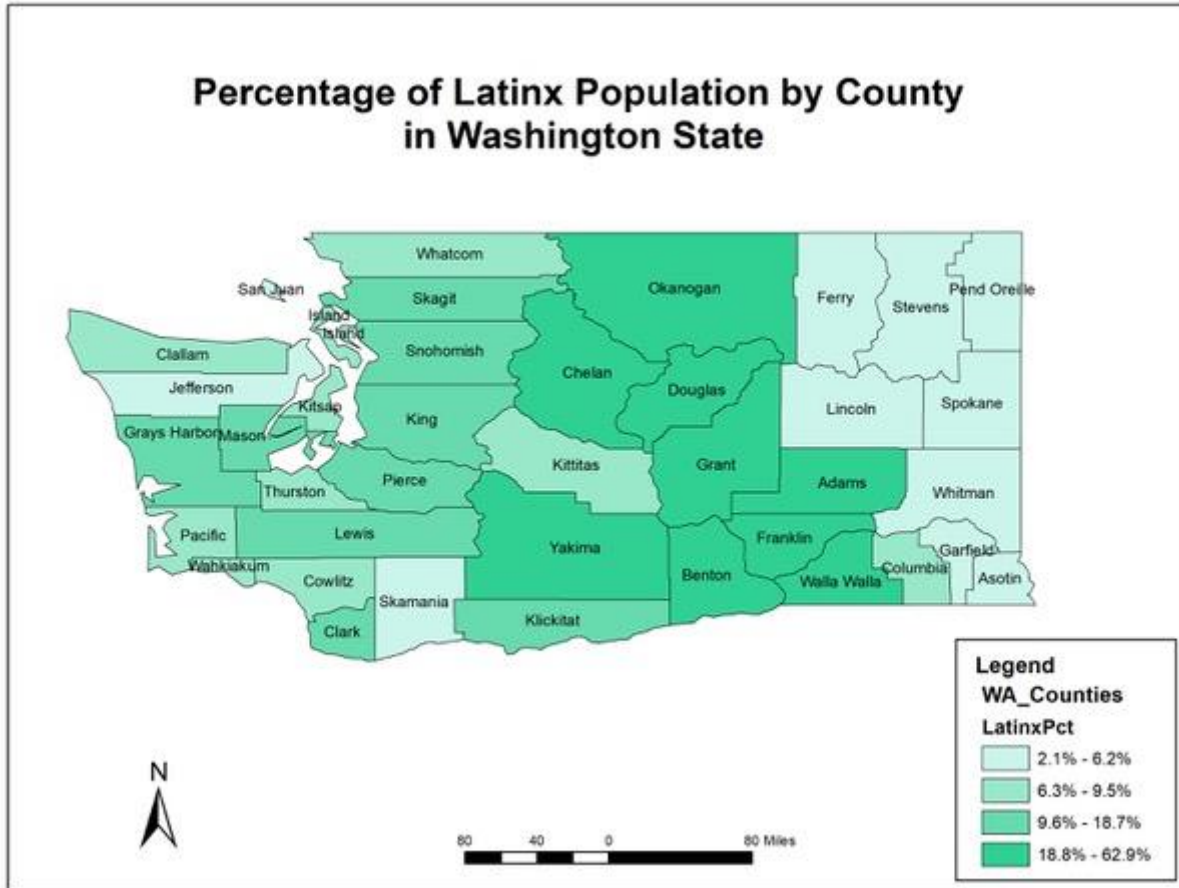 Percentage of Latinx Population by County
in Washington State
Whatcom
Okanogan
Ferry
Stevens
Pend Oreille
San Juan
Skagit
Island
Island
Snohomish
Clallam
Chelan
Douglas
Jefferson
Kitsap
King
Lincoln
Spokane
Grays Harbor
Mason
Kittitas
Grant
Pierce
Thurston
Adams
Whitman
Pacific
Lewis
Yakima
Franklin
Garfield
Wahkiakum
Cowlitz
Skamania
Benton
Walla Walla
Columbia
Asotin
Clark
Klickitat
Legend
WA_Counties
LatinxPct
2.1% - 6.2%
6.3% - 9.5%
9.6% - 18.7%
18.8% - 62.9%
N
80 40 0 80 Miles